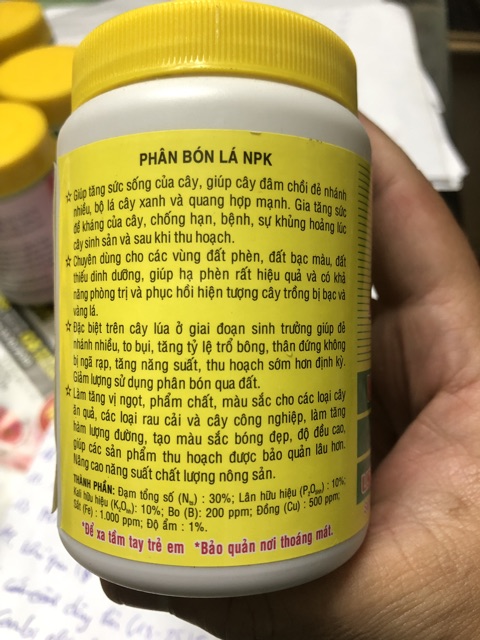 PHÂN BÓN LÁ NPK
☆ Giúp tăng sức sống của cây, giúp cây đâm chồi đẻ nhánh
nhiều, bộ lá cây xanh và quang hợp mạnh. Gia tăng sức
đề kháng của cây, chống hạn, bệnh, sự khủng hoảng lúc
cây sinh sản và sau khi thu hoạch.
☆ Chuyên dùng cho các vùng đất phèn, đất bạc màu, đất
thiếu dinh dưỡng, giúp hạ phèn rất hiệu quả và có khả
năng phòng trị và phục hồi hiện tượng cây trồng bị bạc và
vàng lá.
☆ Đặc biệt trên cây lúa ở giai đoạn sinh trưởng giúp đẻ
nhánh nhiều, to bụi, tăng tỷ lệ trổ bông, thân đứng không
bị ngã rạp, tăng năng suất, thu hoạch sớm hơn định kỳ.
Giảm lượng sử dụng phân bón qua đất.
☆ Làm tăng vị ngọt, phẩm chất, màu sắc cho các loại cây
ăn quả, các loại rau cải và cây công nghiệp, làm tăng
hàm lượng đường, tạo màu sắc bóng đẹp, độ đều cao,
giúp các sản phẩm thu hoạch được bảo quản lâu hơn.
Nâng cao năng suất chất lượng nông sản.
THÀNH PHẦN: Đạm tổng số (Nts) : 30%; Lân hữu hiệu (P2O5hh) : 10%;
Kali hữu hiệu (K2Ohh): 10%; Bo (B): 200 ppm; Đồng (Cu) : 500 ppm;
Sắt (Fe) : 1.000 ppm; Độ ẩm : 1%.
*Để xa tầm tay trẻ em *Bảo quản nơi thoáng mát.